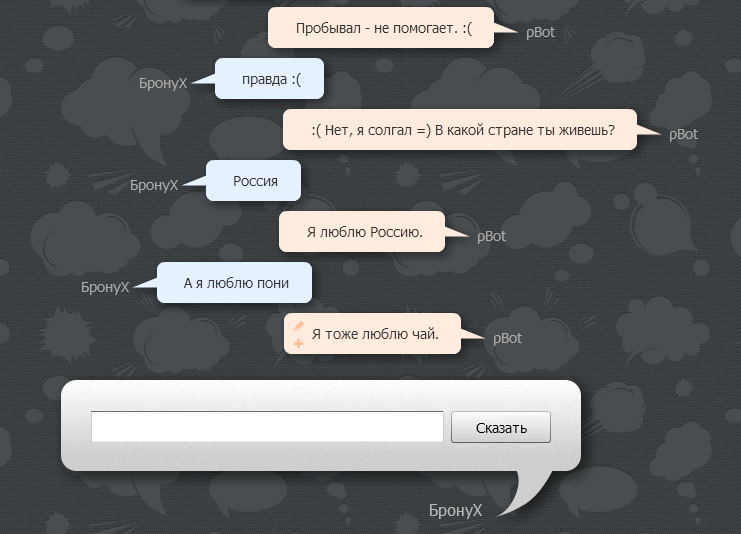 Пробывал - не помогает. :(
ρBot
БронуХ
правда :(
:( Нет, я солгал =) В какой стране ты живешь?
ρBot
БронуХ
Россия
Я люблю Россию.
ρBot
БронуХ
А я люблю пони
Я тоже люблю чай.
ρBot
Сказать
БронуХ